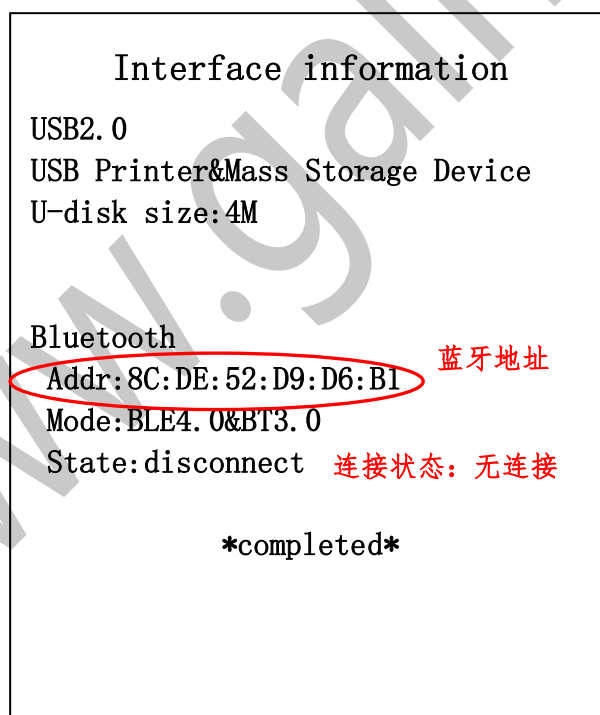 Interface information
USB2.0
USB Printer&Mass Storage Device
U-disk size:4M
Bluetooth
蓝牙地址
Addr:8C:DE:52:D9:D6:B1
Mode:BLE4.0&BT3.0
State:disconnect 连接状态：无连接
*completed*